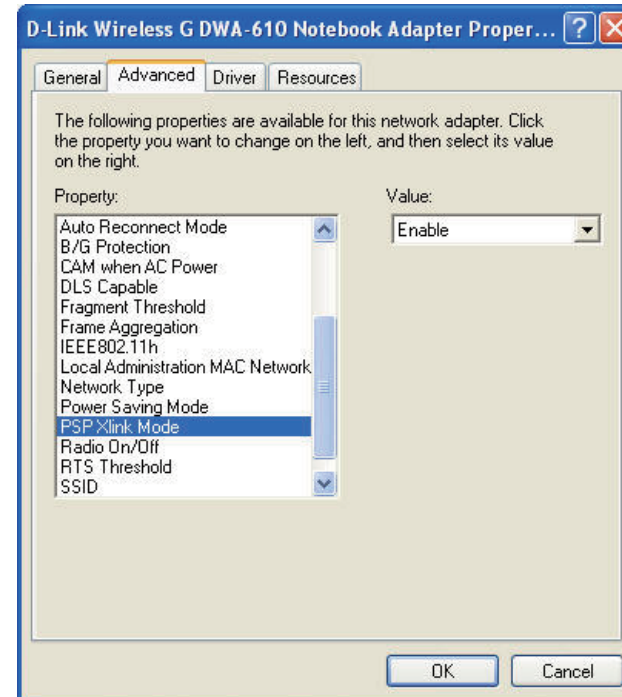 D-Link Wireless G DWA-610 Notebook Adapter Proper...
General Advanced Driver Resources
The following properties are available for this network adapter. Click
the property you want to change on the left, and then select its value
on the right.
Property:
Value:
Auto Reconnect Mode
B/G Protection
CAM when AC Power
DLS Capable
Fragment Threshold
Frame Aggregation
IEEE802.11h
Local Administration MAC Network
Network Type
Power Saving Mode
PSP Xlink Mode
Radio On/Off
RTS Threshold
SSID
Enable
OK
Cancel